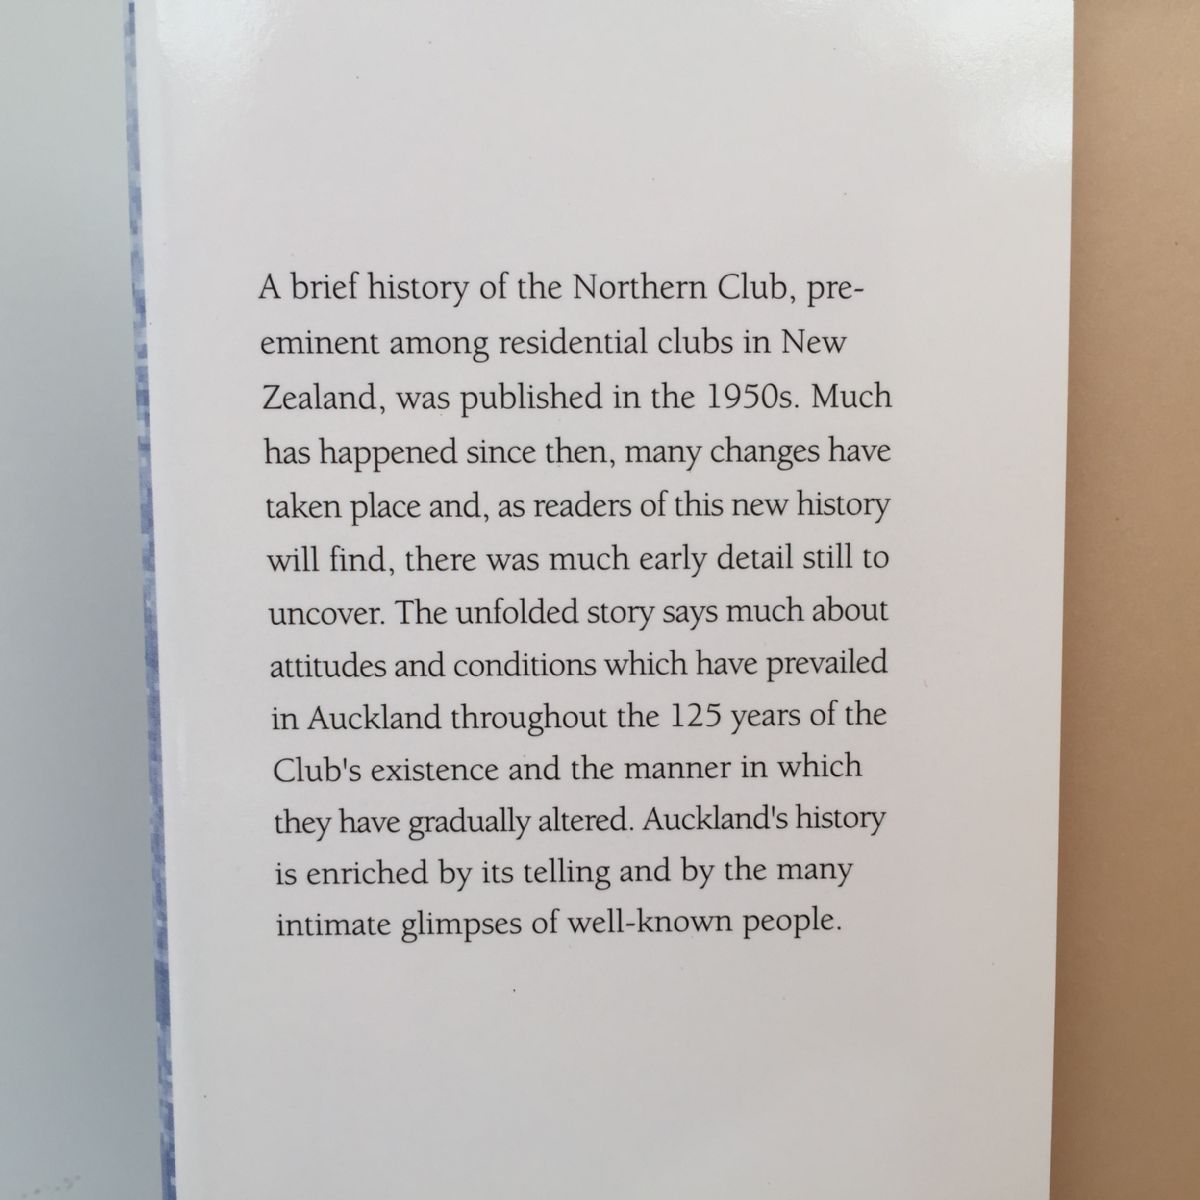 A brief history of the Northern Club, pre-
eminent among residential clubs in New
Zealand, was published in the 1950s. Much
has happened since then, many changes have
taken place and, as readers of this new history
will find, there was much early detail still to
uncover. The unfolded story says much about
attitudes and conditions which have prevailed
in Auckland throughout the 125 years of the
Club's existence and the manner in which
they have gradually altered. Auckland's history
is enriched by its telling and by the many
intimate glimpses of well-known people.